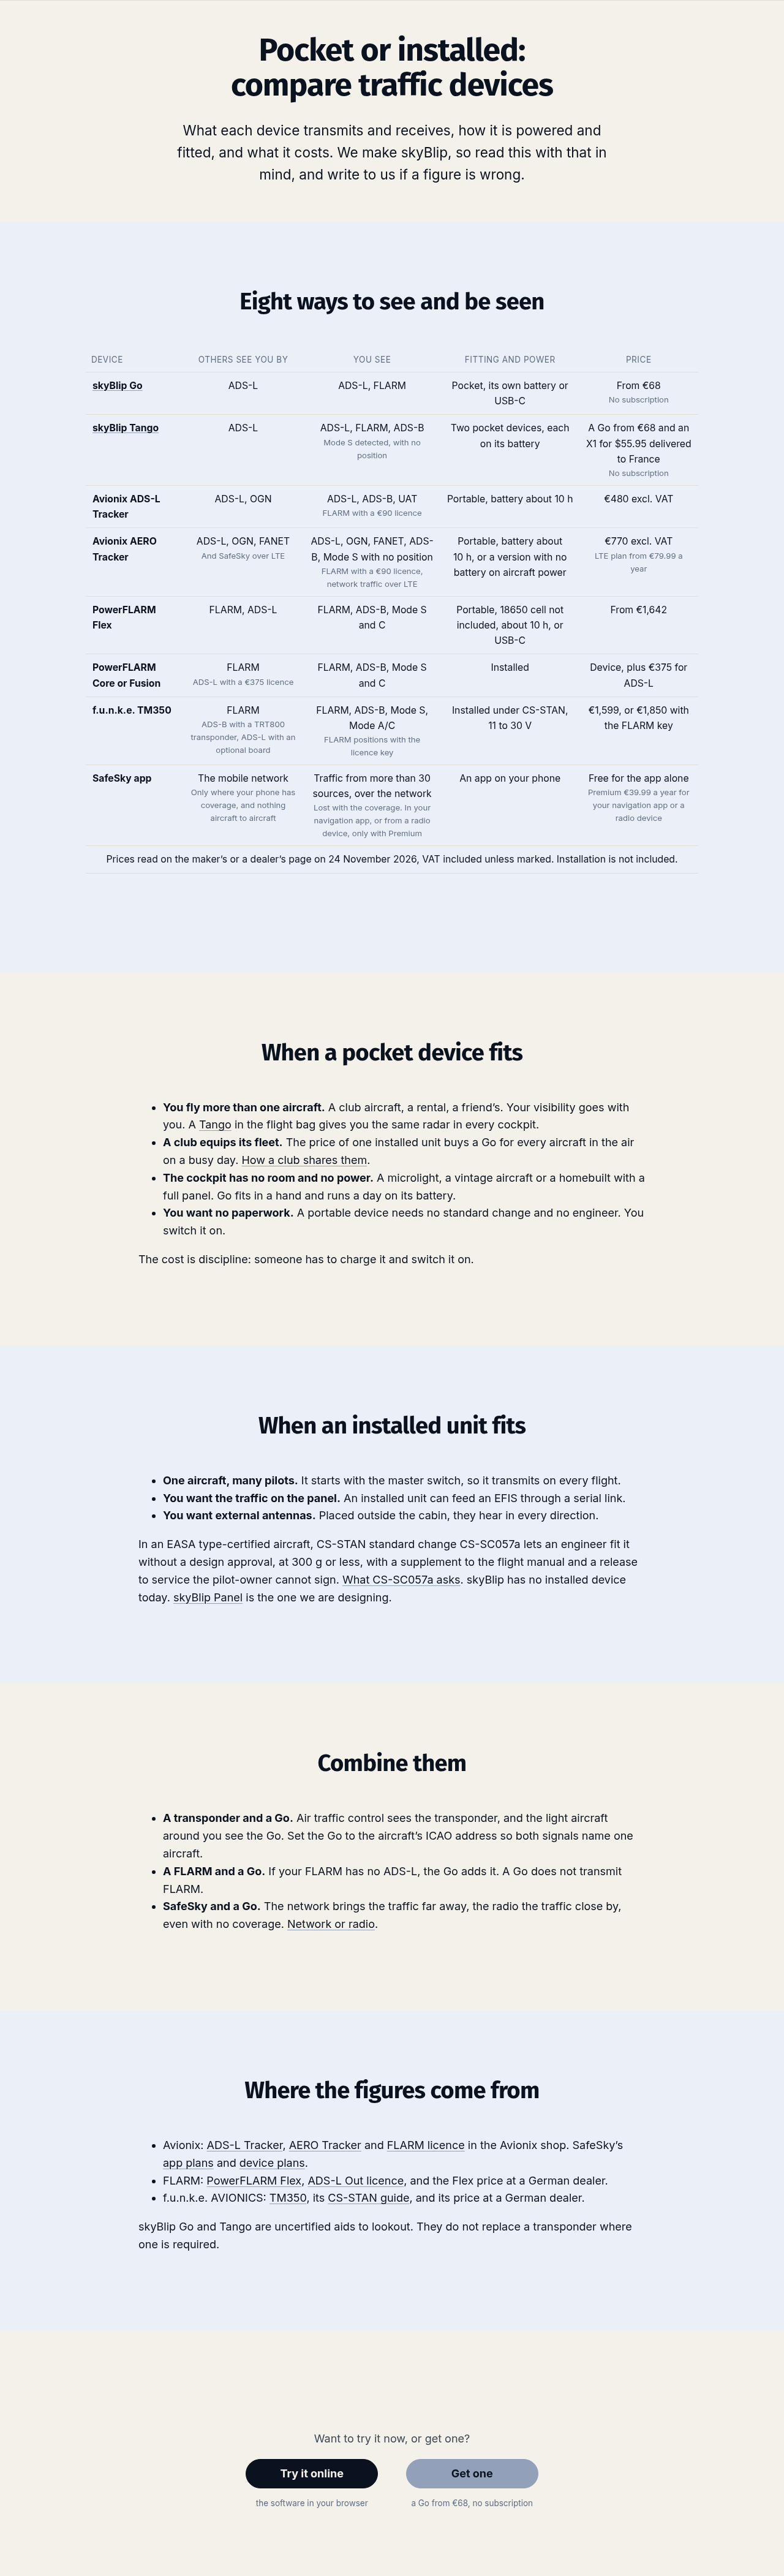 Pocket or installed:
compare traffic devices
What each device transmits and receives, how it is powered and
fitted, and what it costs. We make skyBlip, so read this with that in
mind, and write to us if a figure is wrong.
Eight ways to see and be seen
DEVICE OTHERS SEE YOU BY YOU SEE FITTING AND POWER PRICE
skyBlip Go
ADS-L
ADS-L, FLARM
Pocket, its own battery or
USB-C
From €68
No subscription
skyBlip Tango
ADS-L
ADS-L, FLARM, ADS-B
Mode S detected, with no
position
Two pocket devices, each
on its battery
A Go from €68 and an
X1 for $55.95 delivered
to France
No subscription
Avionix ADS-L
Tracker
ADS-L, OGN
ADS-L, ADS-B, UAT
FLARM with a €90 licence
Portable, battery about 10 h
€480 excl. VAT
Avionix AERO
Tracker
ADS-L, OGN, FANET
And SafeSky over LTE
ADS-L, OGN, FANET, ADS-
B, Mode S with no position
FLARM with a €90 licence,
network traffic over LTE
Portable, battery about
10 h, or a version with no
battery on aircraft power
€770 excl. VAT
LTE plan from €79.99 a
year
PowerFLARM
Flex
FLARM, ADS-L
FLARM, ADS-B, Mode S
and C
Portable, 18650 cell not
included, about 10 h, or
USB-C
From €1,642
PowerFLARM
Core or Fusion
FLARM
ADS-L with a €375 licence
FLARM, ADS-B, Mode S
and C
Installed
Device, plus €375 for
ADS-L
f.u.n.k.e. TM350
FLARM
ADS-B with a TRT800
transponder, ADS-L with an
optional board
FLARM, ADS-B, Mode S,
Mode A/C
FLARM positions with the
licence key
Installed under CS-STAN,
11 to 30 V
€1,599, or €1,850 with
the FLARM key
SafeSky app
The mobile network
Only where your phone has
coverage, and nothing
aircraft to aircraft
Traffic from more than 30
sources, over the network
Lost with the coverage. In your
navigation app, or from a radio
device, only with Premium
An app on your phone
Free for the app alone
Premium €39.99 a year for
your navigation app or a
radio device
Prices read on the maker's or a dealer's page on 24 November 2026, VAT included unless marked. Installation is not included.
When a pocket device fits
• You fly more than one aircraft. A club aircraft, a rental, a friend's. Your visibility goes with
you. A Tango in the flight bag gives you the same radar in every cockpit.
• A club equips its fleet. The price of one installed unit buys a Go for every aircraft in the air
on a busy day. How a club shares them.
• The cockpit has no room and no power. A microlight, a vintage aircraft or a homebuilt with a
full panel. Go fits in a hand and runs a day on its battery.
• You want no paperwork. A portable device needs no standard change and no engineer. You
switch it on.
The cost is discipline: someone has to charge it and switch it on.
When an installed unit fits
• One aircraft, many pilots. It starts with the master switch, so it transmits on every flight.
• You want the traffic on the panel. An installed unit can feed an EFIS through a serial link.
• You want external antennas. Placed outside the cabin, they hear in every direction.
In an EASA type-certified aircraft, CS-STAN standard change CS-SC057a lets an engineer fit it
without a design approval, at 300 g or less, with a supplement to the flight manual and a release
to service the pilot-owner cannot sign. What CS-SC057a asks. skyBlip has no installed device
today. skyBlip Panel is the one we are designing.
Combine them
• A transponder and a Go. Air traffic control sees the transponder, and the light aircraft
around you see the Go. Set the Go to the aircraft's ICAO address so both signals name one
aircraft.
• A FLARM and a Go. If your FLARM has no ADS-L, the Go adds it. A Go does not transmit
FLARM.
• SafeSky and a Go. The network brings the traffic far away, the radio the traffic close by,
even with no coverage. Network or radio.
Where the figures come from
• Avionix: ADS-L Tracker, AERO Tracker and FLARM licence in the Avionix shop. SafeSky's
app plans and device plans.
• FLARM: PowerFLARM Flex, ADS-L Out licence, and the Flex price at a German dealer.
• f.u.n.k.e. AVIONICS: TM350, its CS-STAN guide, and its price at a German dealer.
skyBlip Go and Tango are uncertified aids to lookout. They do not replace a transponder where
one is required.
Want to try it now, or get one?
Try it online
Get one
the software in your browser
a Go from €68, no subscription